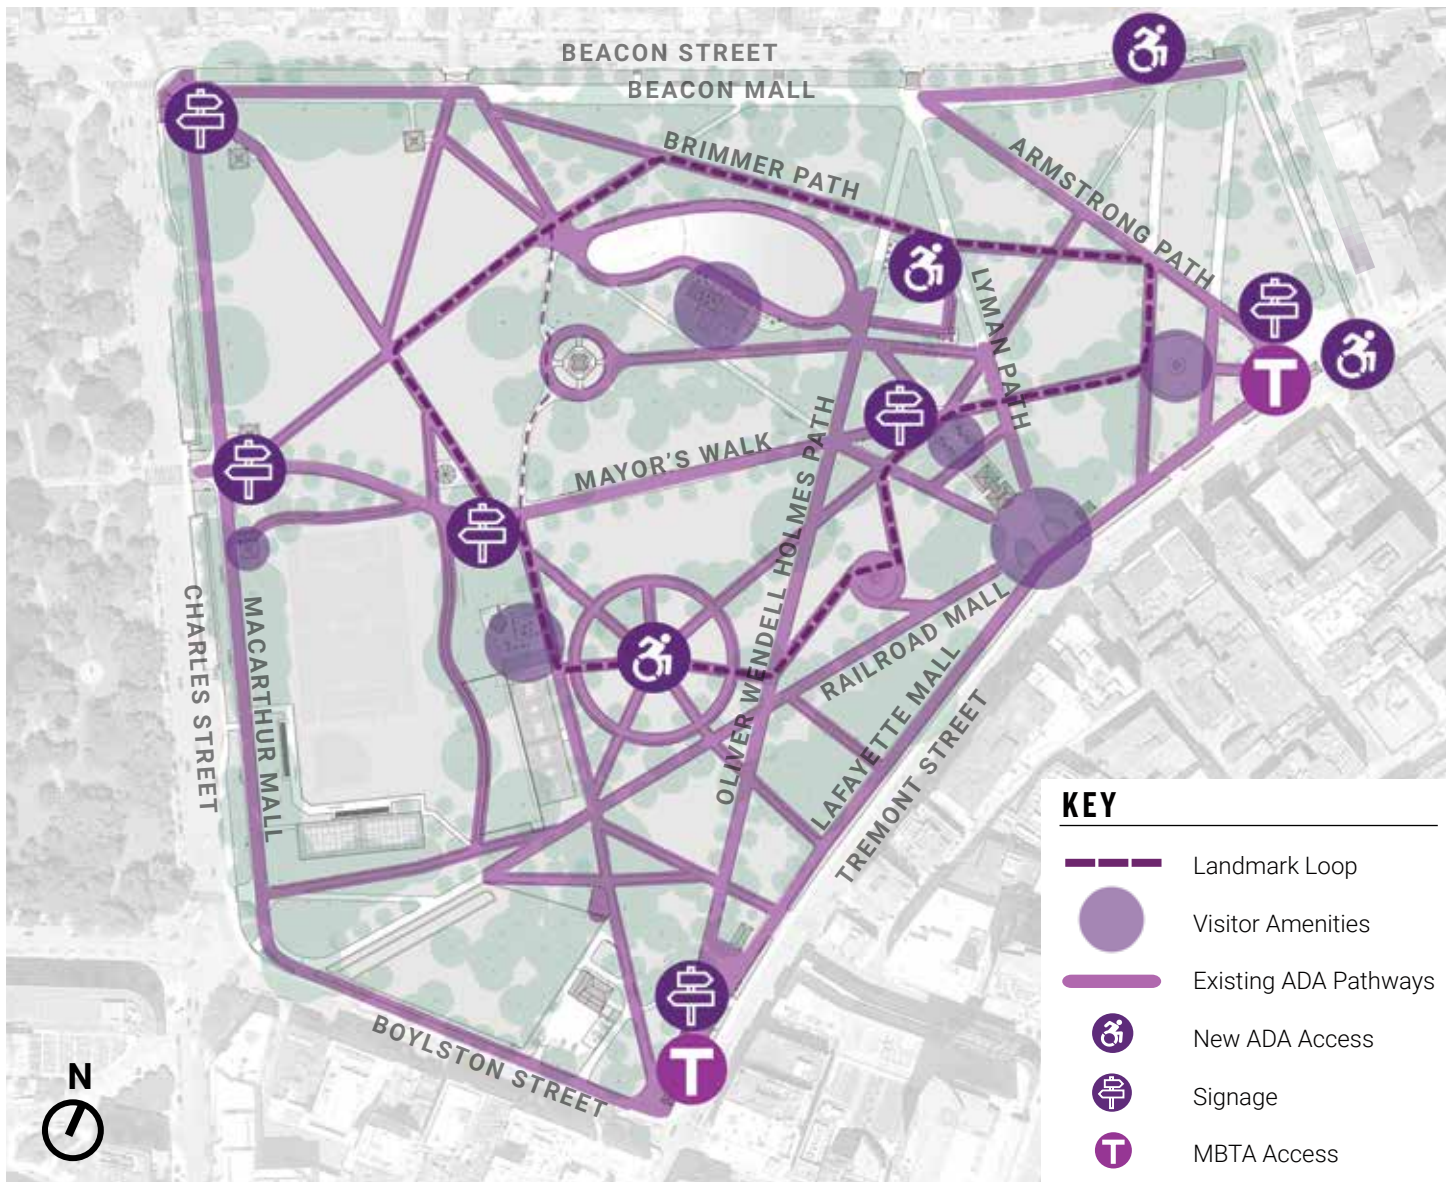 BEACON STREET
BEACON MALL
BRIMMER PATH
ARMSTRONG PATH
LYMAN PATH
T
MAYOR'S WALK
OLIVER WENDELL HOLMES PATH
RAILROAD MALL
LAFAYETTE MALL
TREMONT STREET
CHARLES STREET
MACARTHUR MALL
BOYLSTON STREET
T
N
KEY
Landmark Loop
Visitor Amenities
Existing ADA Pathways
New ADA Access
Signage
T MBTA Access